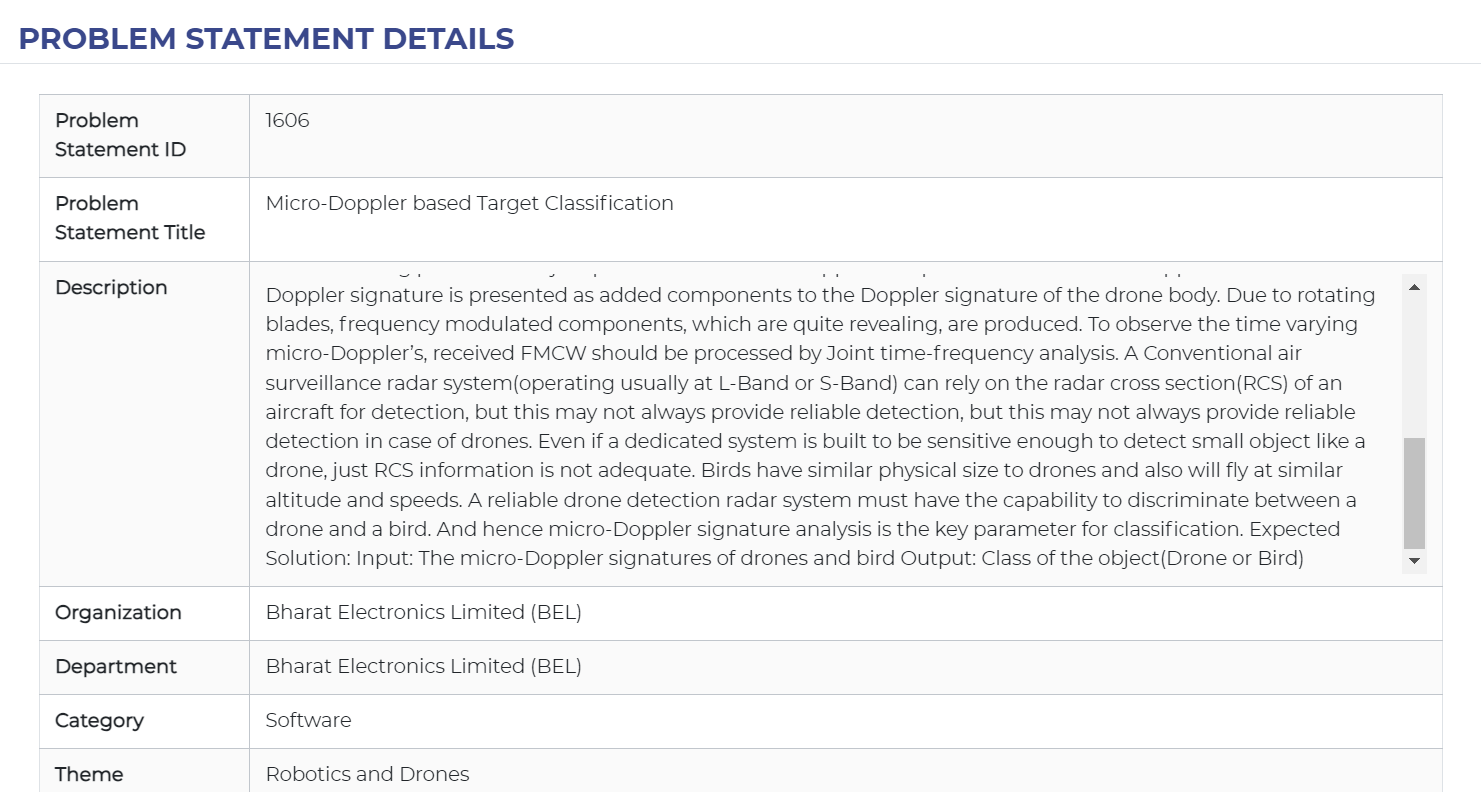 PROBLEM STATEMENT DETAILS
Problem
Statement ID
1606
Problem
Statement Title
Micro-Doppler based Target Classification
Description
Doppler signature is presented as added components to the Doppler signature of the drone body. Due to rotating
blades, frequency modulated components, which are quite revealing, are produced. To observe the time varying
micro-Doppler’s, received FMCW should be processed by Joint time-frequency analysis. A Conventional air
surveillance radar system(operating usually at L-Band or S-Band) can rely on the radar cross section(RCS) of an
aircraft for detection, but this may not always provide reliable detection, but this may not always provide reliable
detection in case of drones. Even if a dedicated system is built to be sensitive enough to detect small object like a
drone, just RCS information is not adequate. Birds have similar physical size to drones and also will fly at similar
altitude and speeds. A reliable drone detection radar system must have the capability to discriminate between a
drone and a bird. And hence micro-Doppler signature analysis is the key parameter for classification. Expected
Solution: Input: The micro-Doppler signatures of drones and bird Output: Class of the object(Drone or Bird)
Organization
Bharat Electronics Limited (BEL)
Department
Bharat Electronics Limited (BEL)
Category
Software
Theme
Robotics and Drones